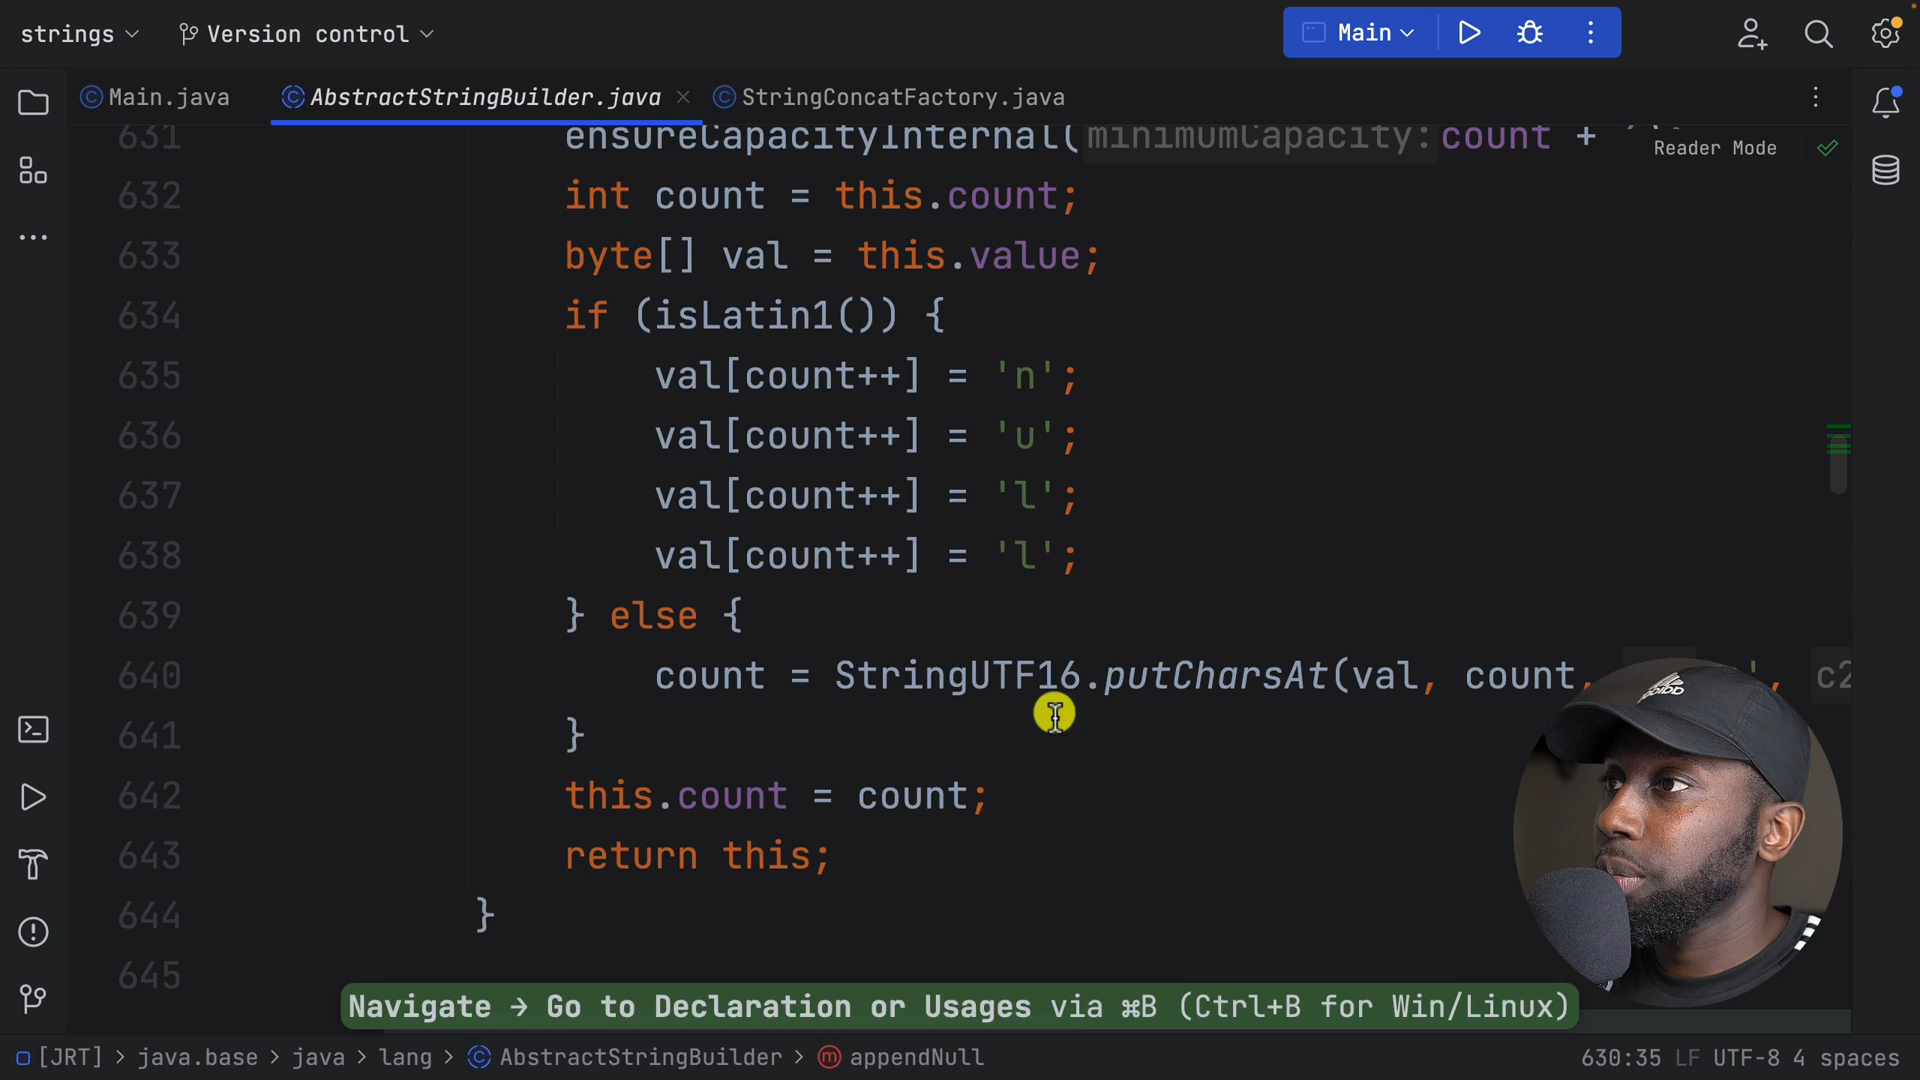 strings Version control Main
Main.java AbstractStringBuilder.java StringConcatFactory.java
631 ensureCapacityInternal( minimumCapacity: count +
Reader Mode
632 int count = this.count;
633 byte[] val = this.value;
634 if (isLatin1()) {
635 val[count++] = 'n';
636 val[count++] = 'u';
637 val[count++] = 'l';
638 val[count++] = 'l';
639 } else {
640 count = StringUTF16.putCharsAt(val, count, ', c2
641 }
642 this.count = count;
643 return this;
644 }
645
Navigate → Go to Declaration or Usages via ⌘B (Ctrl+B for Win/Linux)
[JRT] > java.base > java > lang > AbstractStringBuilder > appendNull 630:35 LF UTF-8 4 spaces